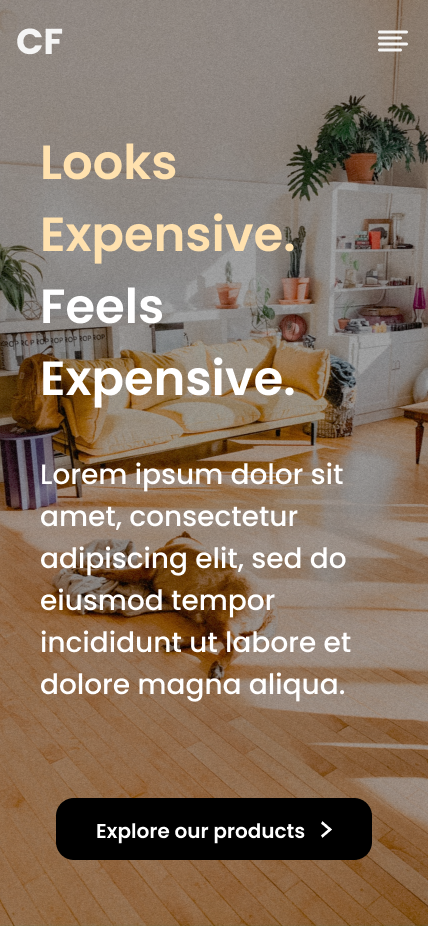 CF
Looks
Expensive.
Feels
Expensive.
Lorem ipsum dolor sit
amet, consectetur
adipiscing elit, sed do
eiusmod tempor
incididunt ut labore et
dolore magna aliqua.
Explore our products